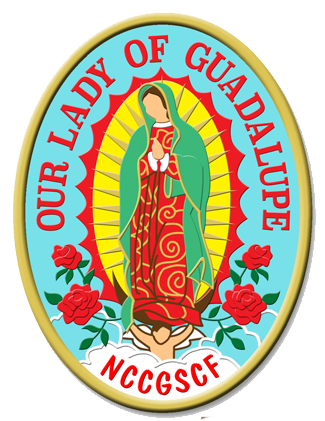 OUR LADY OF GUADALUPE
NCCGSCF